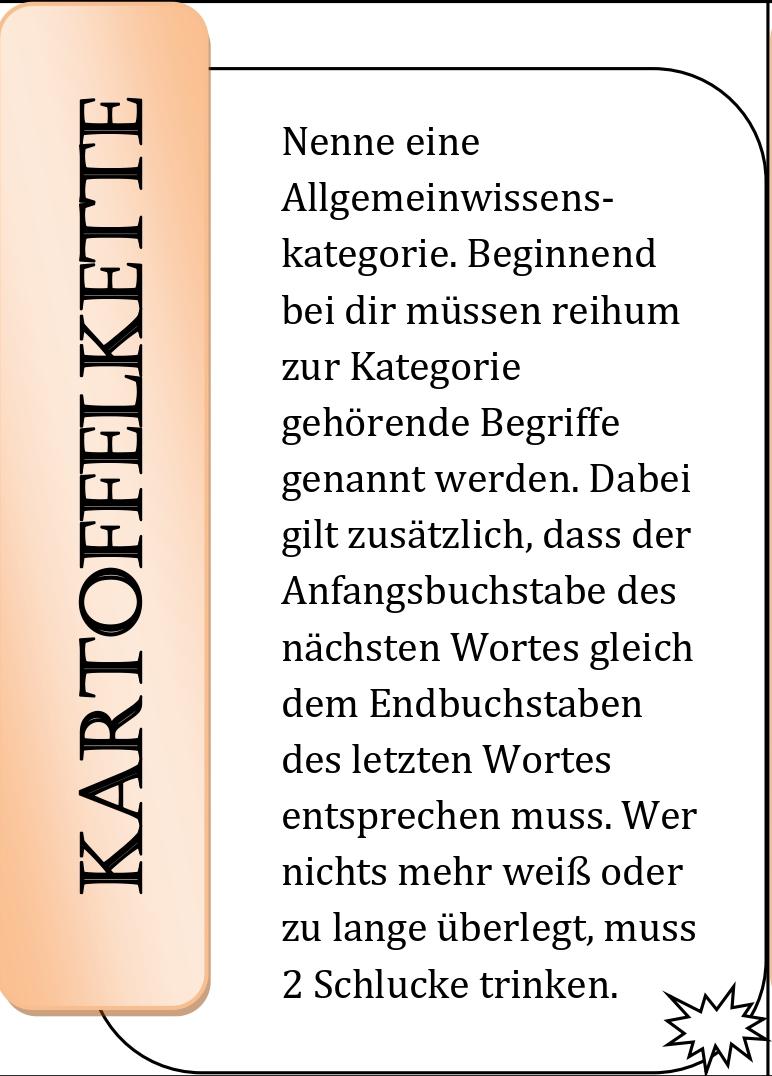 KARTOFFELKETTE
Nenne eine
Allgemeinwissens-
kategorie. Beginnend
bei dir müssen reihum
zur Kategorie
gehörende Begriffe
genannt werden. Dabei
gilt zusätzlich, dass der
Anfangsbuchstabe des
nächsten Wortes gleich
dem Endbuchstaben
des letzten Wortes
entsprechen muss. Wer
nichts mehr weiß oder
zu lange überlegt, muss
2 Schlucke trinken.